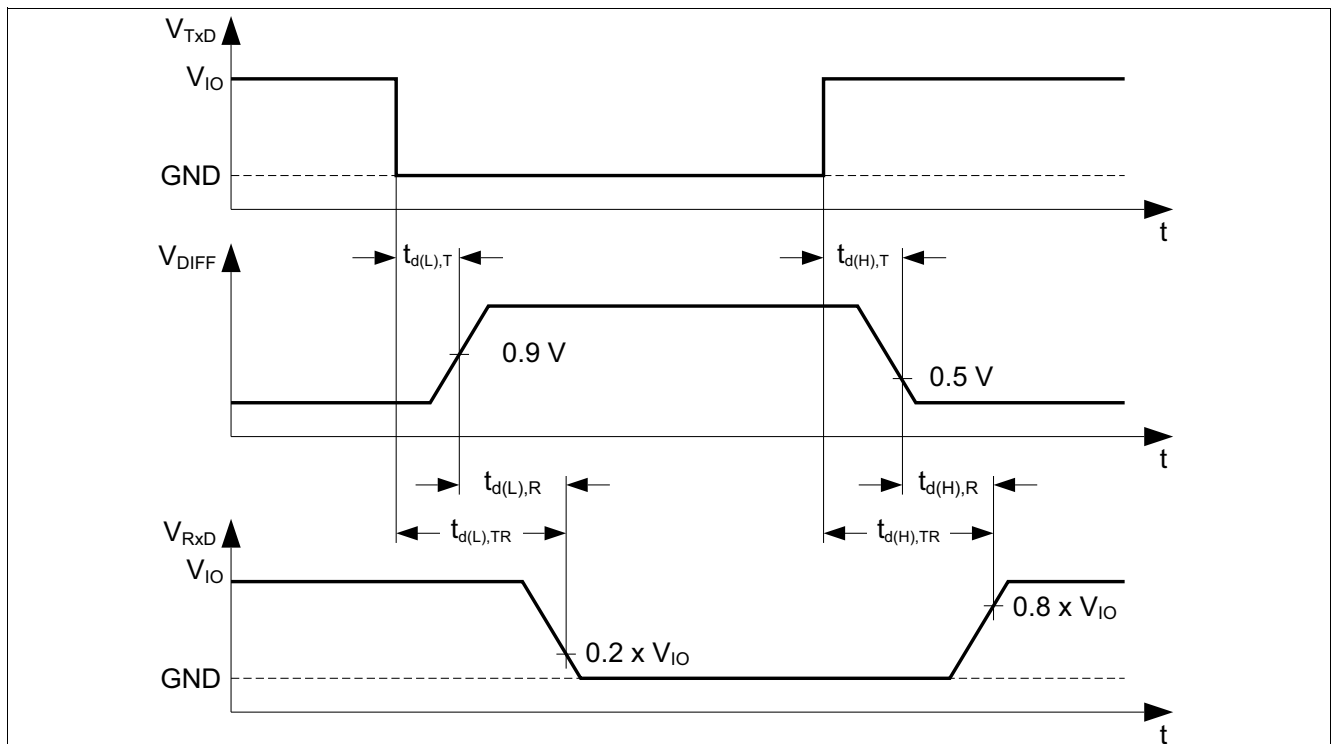 V_TxD
V_IO
GND
t
V_DIFF
t_d(L),T
t_d(H),T
0.9 V
0.5 V
t
t_d(L),R
t_d(H),R
t_d(L),TR
t_d(H),TR
V_RxD
V_IO
0.8 x V_IO
0.2 x V_IO
GND
t